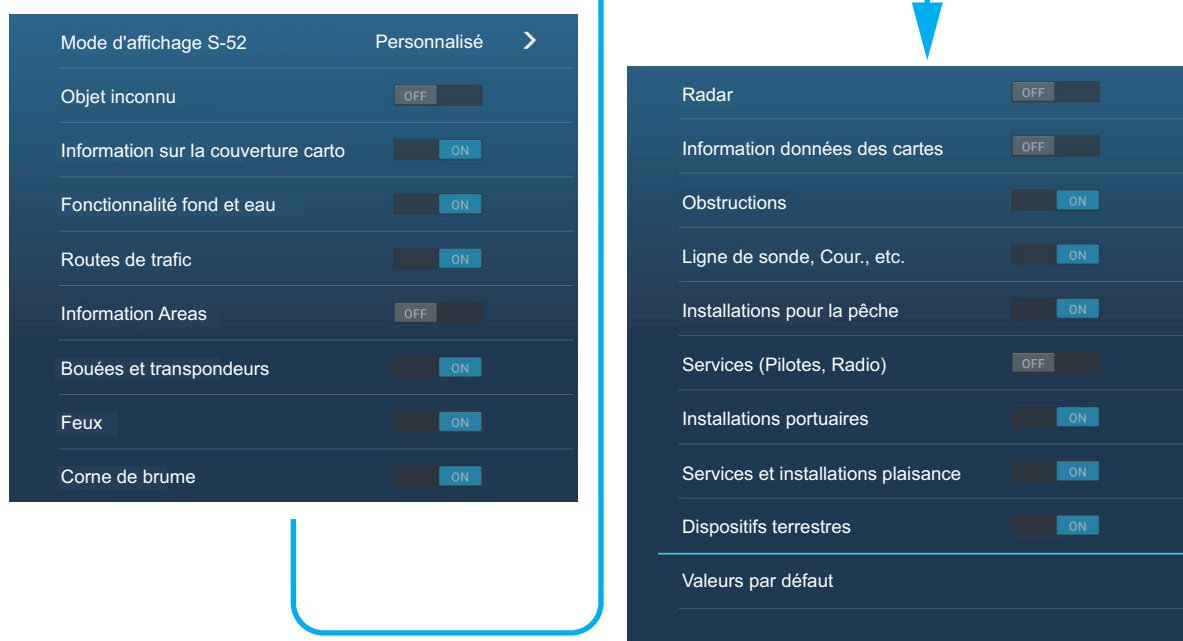 Mode d'affichage S-52 Personnalisé
Objet inconnu OFF
Information sur la couverture carto ON
Fonctionnalité fond et eau ON
Routes de trafic ON
Information Areas OFF
Bouées et transpondeurs ON
Feux ON
Corne de brume ON
Radar OFF
Information données des cartes OFF
Obstructions ON
Ligne de sonde, Cour., etc. ON
Installations pour la pêche ON
Services (Pilotes, Radio) OFF
Installations portuaires ON
Services et installations plaisance ON
Dispositifs terrestres ON
Valeurs par défaut